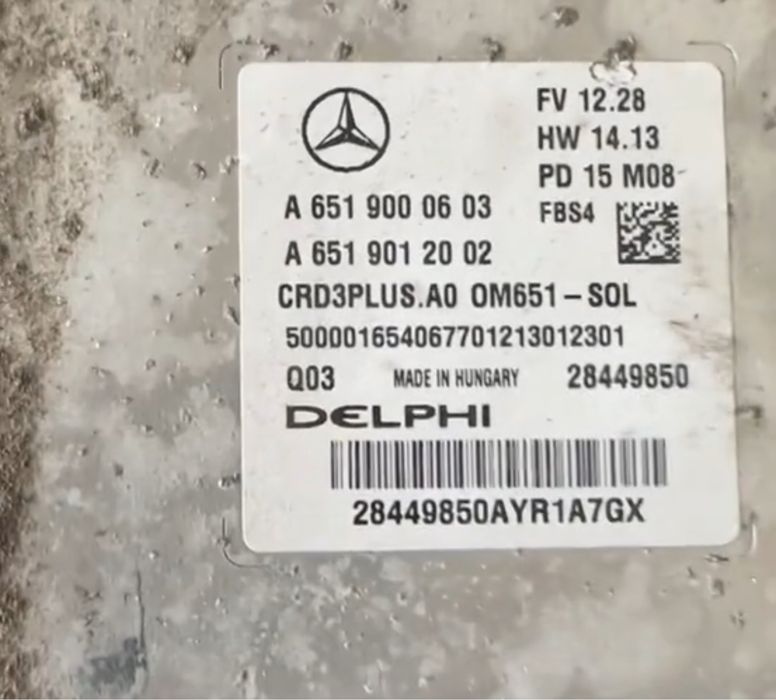 FV 12.28
HW 14.13
PD 15 M08
A 651 900 06 03 FBS4
A 651 901 20 02
CRD3PLUS.A0 OM651-SOL
500001654067701213012301
Q03 MADE IN HUNGARY 28449850
DELPHI
28449850AYR1A7GX